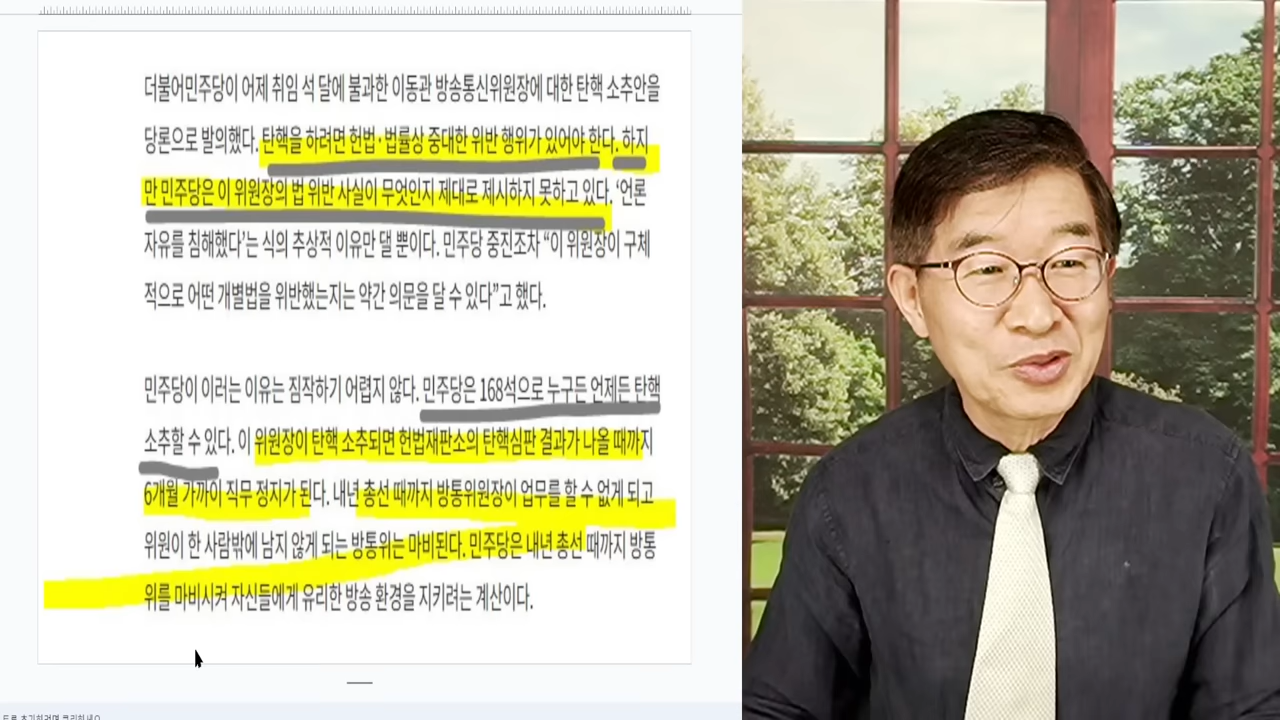 더불어민주당이 어제 취임 석 달에 불과한 이동관 방송통신위원장에 대한 탄핵 소추안을
당론으로 발의했다. 탄핵을 하려면 헌법·법률상 중대한 위반 행위가 있어야 한다. 하지
만 민주당은 이 위원장의 법 위반 사실이 무엇인지 제대로 제시하지 못하고 있다. ‘언론
자유를 침해했다’는 식의 추상적 이유만 댈 뿐이다. 민주당 중진조차 “이 위원장이 구체
적으로 어떤 개별법을 위반했는지는 약간 의문을 달 수 있다”고 했다.
민주당이 이러는 이유는 짐작하기 어렵지 않다. 민주당은 168석으로 누구든 언제든 탄핵
소추할 수 있다. 이 위원장이 탄핵 소추되면 헌법재판소의 탄핵심판 결과가 나올 때까지
6개월 가까이 직무 정지가 된다. 내년 총선 때까지 방통위원장이 업무를 할 수 없게 되고
위원이 한 사람밖에 남지 않게 되는 방통위는 마비된다. 민주당은 내년 총선 때까지 방통
위를 마비시켜 자신들에게 유리한 방송 환경을 지키려는 계산이다.